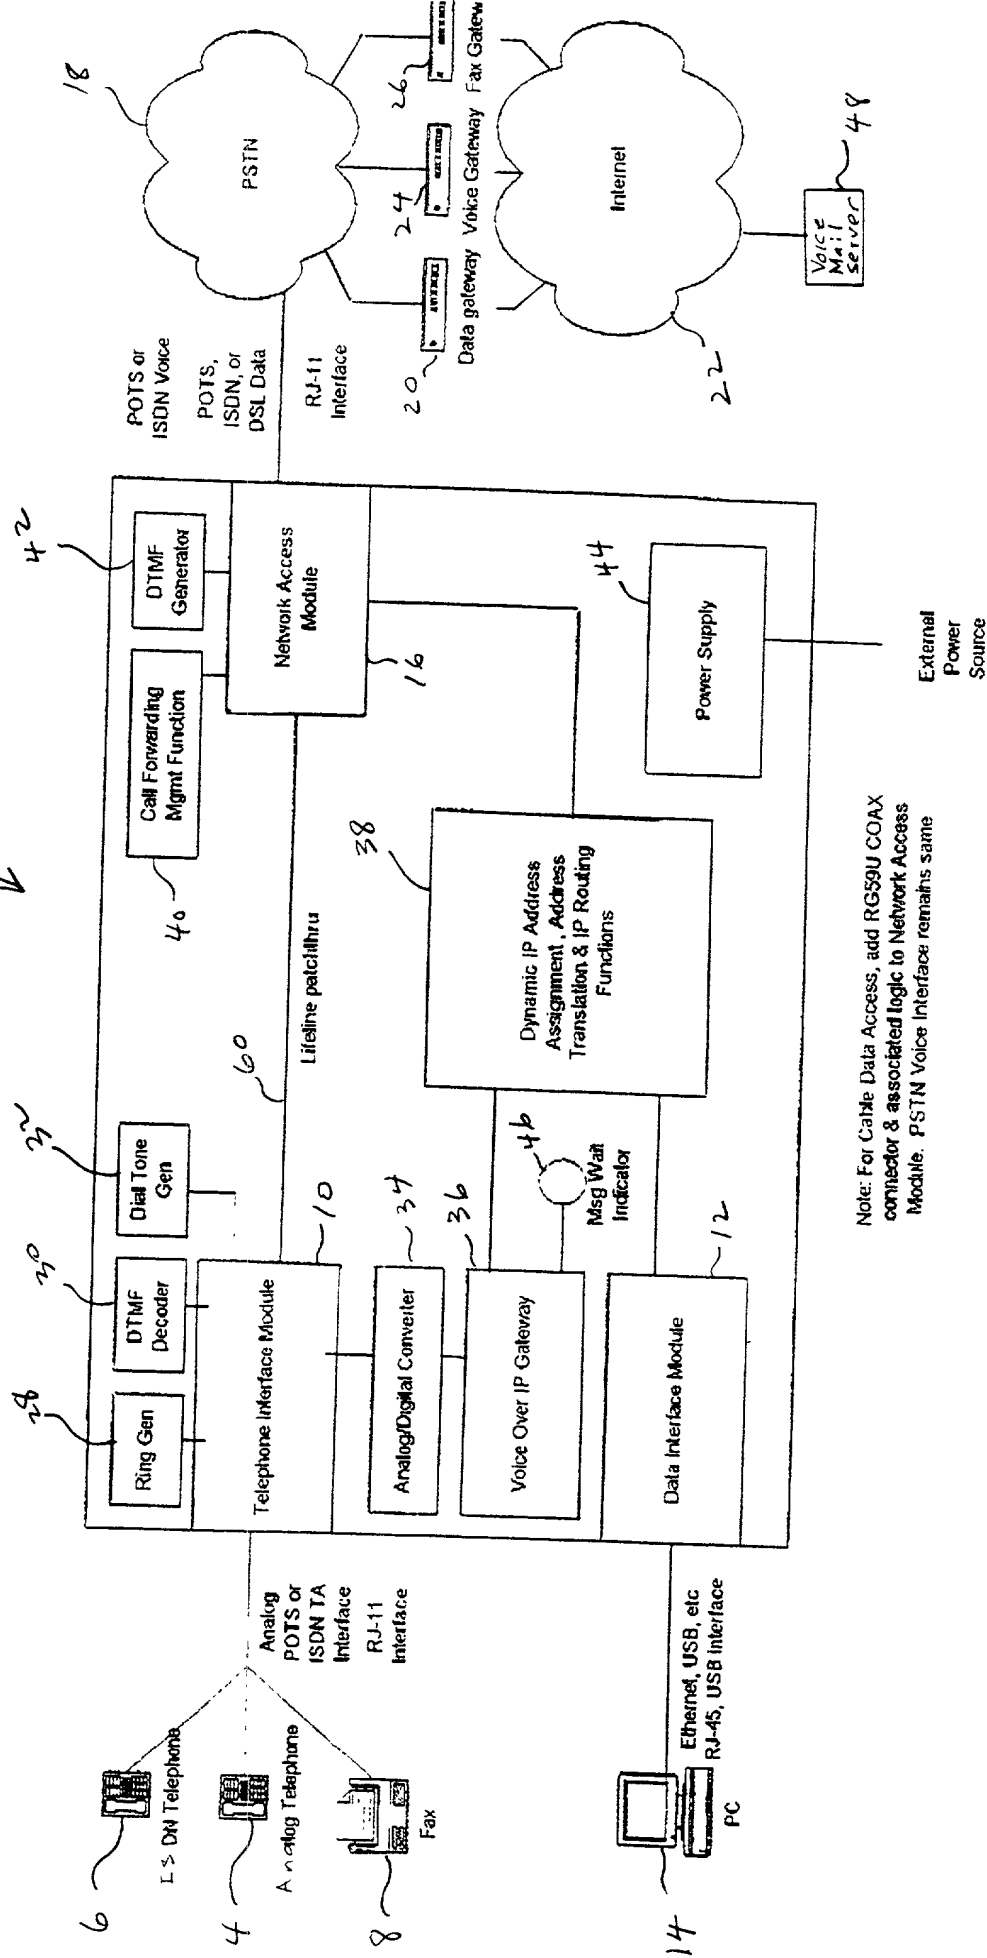 6
ISDN Telephone
4
Analog Telephone
8
Fax
14
PC
Analog
POTS or
ISDN TA
Interface
RJ-11
Interface
Ethernet, USB, etc
RJ-45, USB interface
28
Ring Gen
30
DTMF
Decoder
32
Dial Tone
Gen
Telephone Interface Module
10
Analog/Digital Converter
34
Voice Over IP Gateway
36
46
Msg Wait
Indicator
Data Interface Module
12
60
Lifeline patchthru
38
Dynamic IP Address
Assignment, Address
Translation & IP Routing
Functions
40
Call Forwarding
Mgmt Function
42
DTMF
Generator
Network Access
Module
16
44
Power Supply
External
Power
Source
POTS or
ISDN Voice
POTS,
ISDN, or
DSL Data
RJ-11
Interface
18
PSTN
20
Data gateway
24
Voice Gateway
26
Fax Gatew
Internet
22
Voice
Mail
server
48
Note: For Cable Data Access, add RG59U COAX
connector & associated logic to Network Access
Module. PSTN Voice Interface remains same